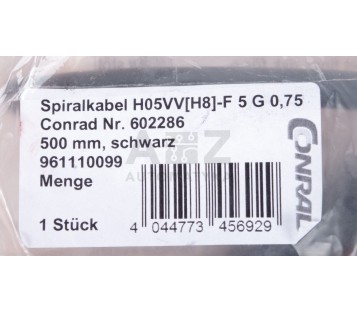 Spiralkabel H05VV[H8]-F 5 G 0,75
Conrad Nr. 602286
500 mm, schwarz
961110099
Menge
1 Stück
4 044773 456929
CONRAD